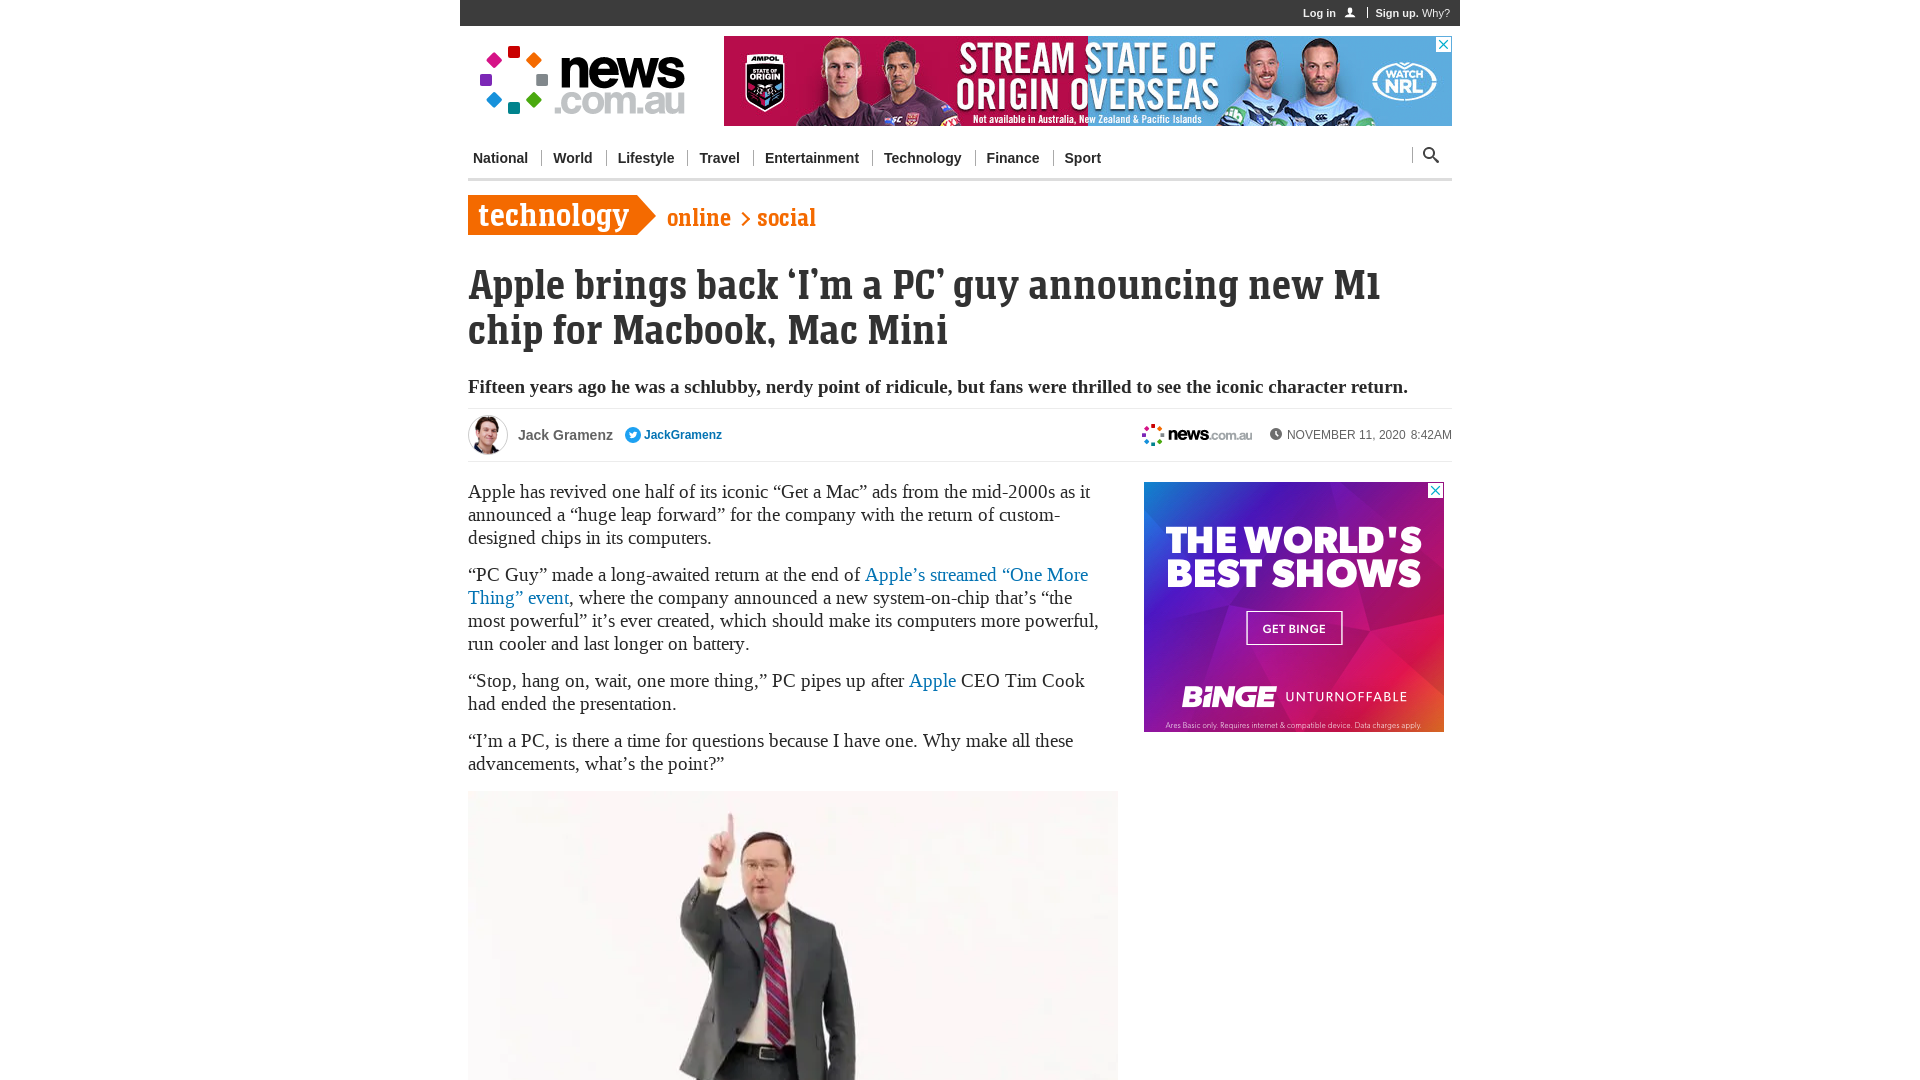 Log in
Sign up. Why?
news
.com.au
AMPOL
STATE OF
ORIGIN
STREAM STATE OF
ORIGIN OVERSEAS
Not available in Australia, New Zealand & Pacific Islands
WATCH
NRL
National
World
Lifestyle
Travel
Entertainment
Technology
Finance
Sport
technology
online
social
Apple brings back ‘I’m a PC’ guy announcing new M1
chip for Macbook, Mac Mini
Fifteen years ago he was a schlubby, nerdy point of ridicule, but fans were thrilled to see the iconic character return.
Jack Gramenz
JackGramenz
news.com.au
NOVEMBER 11, 2020 8:42AM
Apple has revived one half of its iconic “Get a Mac” ads from the mid-2000s as it
announced a “huge leap forward” for the company with the return of custom-
designed chips in its computers.
“PC Guy” made a long-awaited return at the end of Apple’s streamed “One More
Thing” event, where the company announced a new system-on-chip that’s “the
most powerful” it’s ever created, which should make its computers more powerful,
run cooler and last longer on battery.
“Stop, hang on, wait, one more thing,” PC pipes up after Apple CEO Tim Cook
had ended the presentation.
“I’m a PC, is there a time for questions because I have one. Why make all these
advancements, what’s the point?”
THE WORLD'S
BEST SHOWS
GET BINGE
BINGE UNTURNOFFABLE
Ares Basic only. Requires internet & compatible device. Data charges apply.